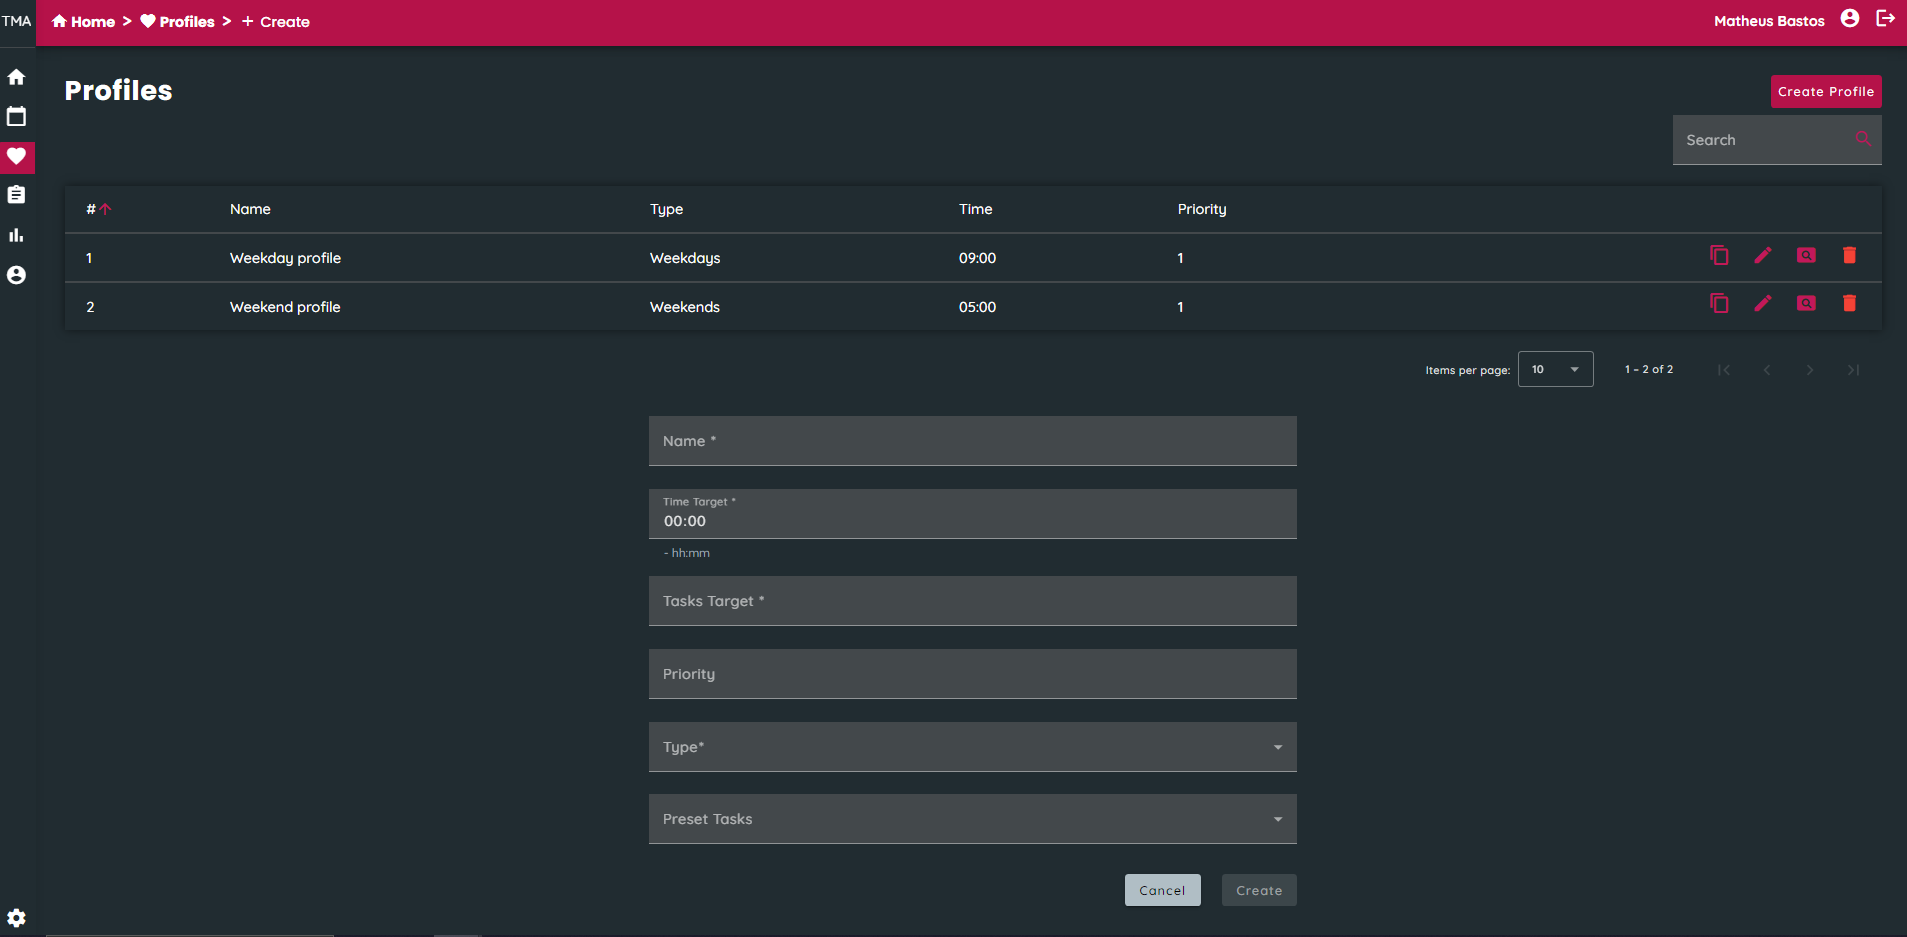 TMA
Home > Profiles > + Create
Matheus Bastos
Profiles
Create Profile
Search
# Name Type Time Priority
1 Weekday profile Weekdays 09:00 1
2 Weekend profile Weekends 05:00 1
Items per page: 10 1 – 2 of 2
Name *
Time Target *
00:00
- hh:mm
Tasks Target *
Priority
Type*
Preset Tasks
Cancel Create